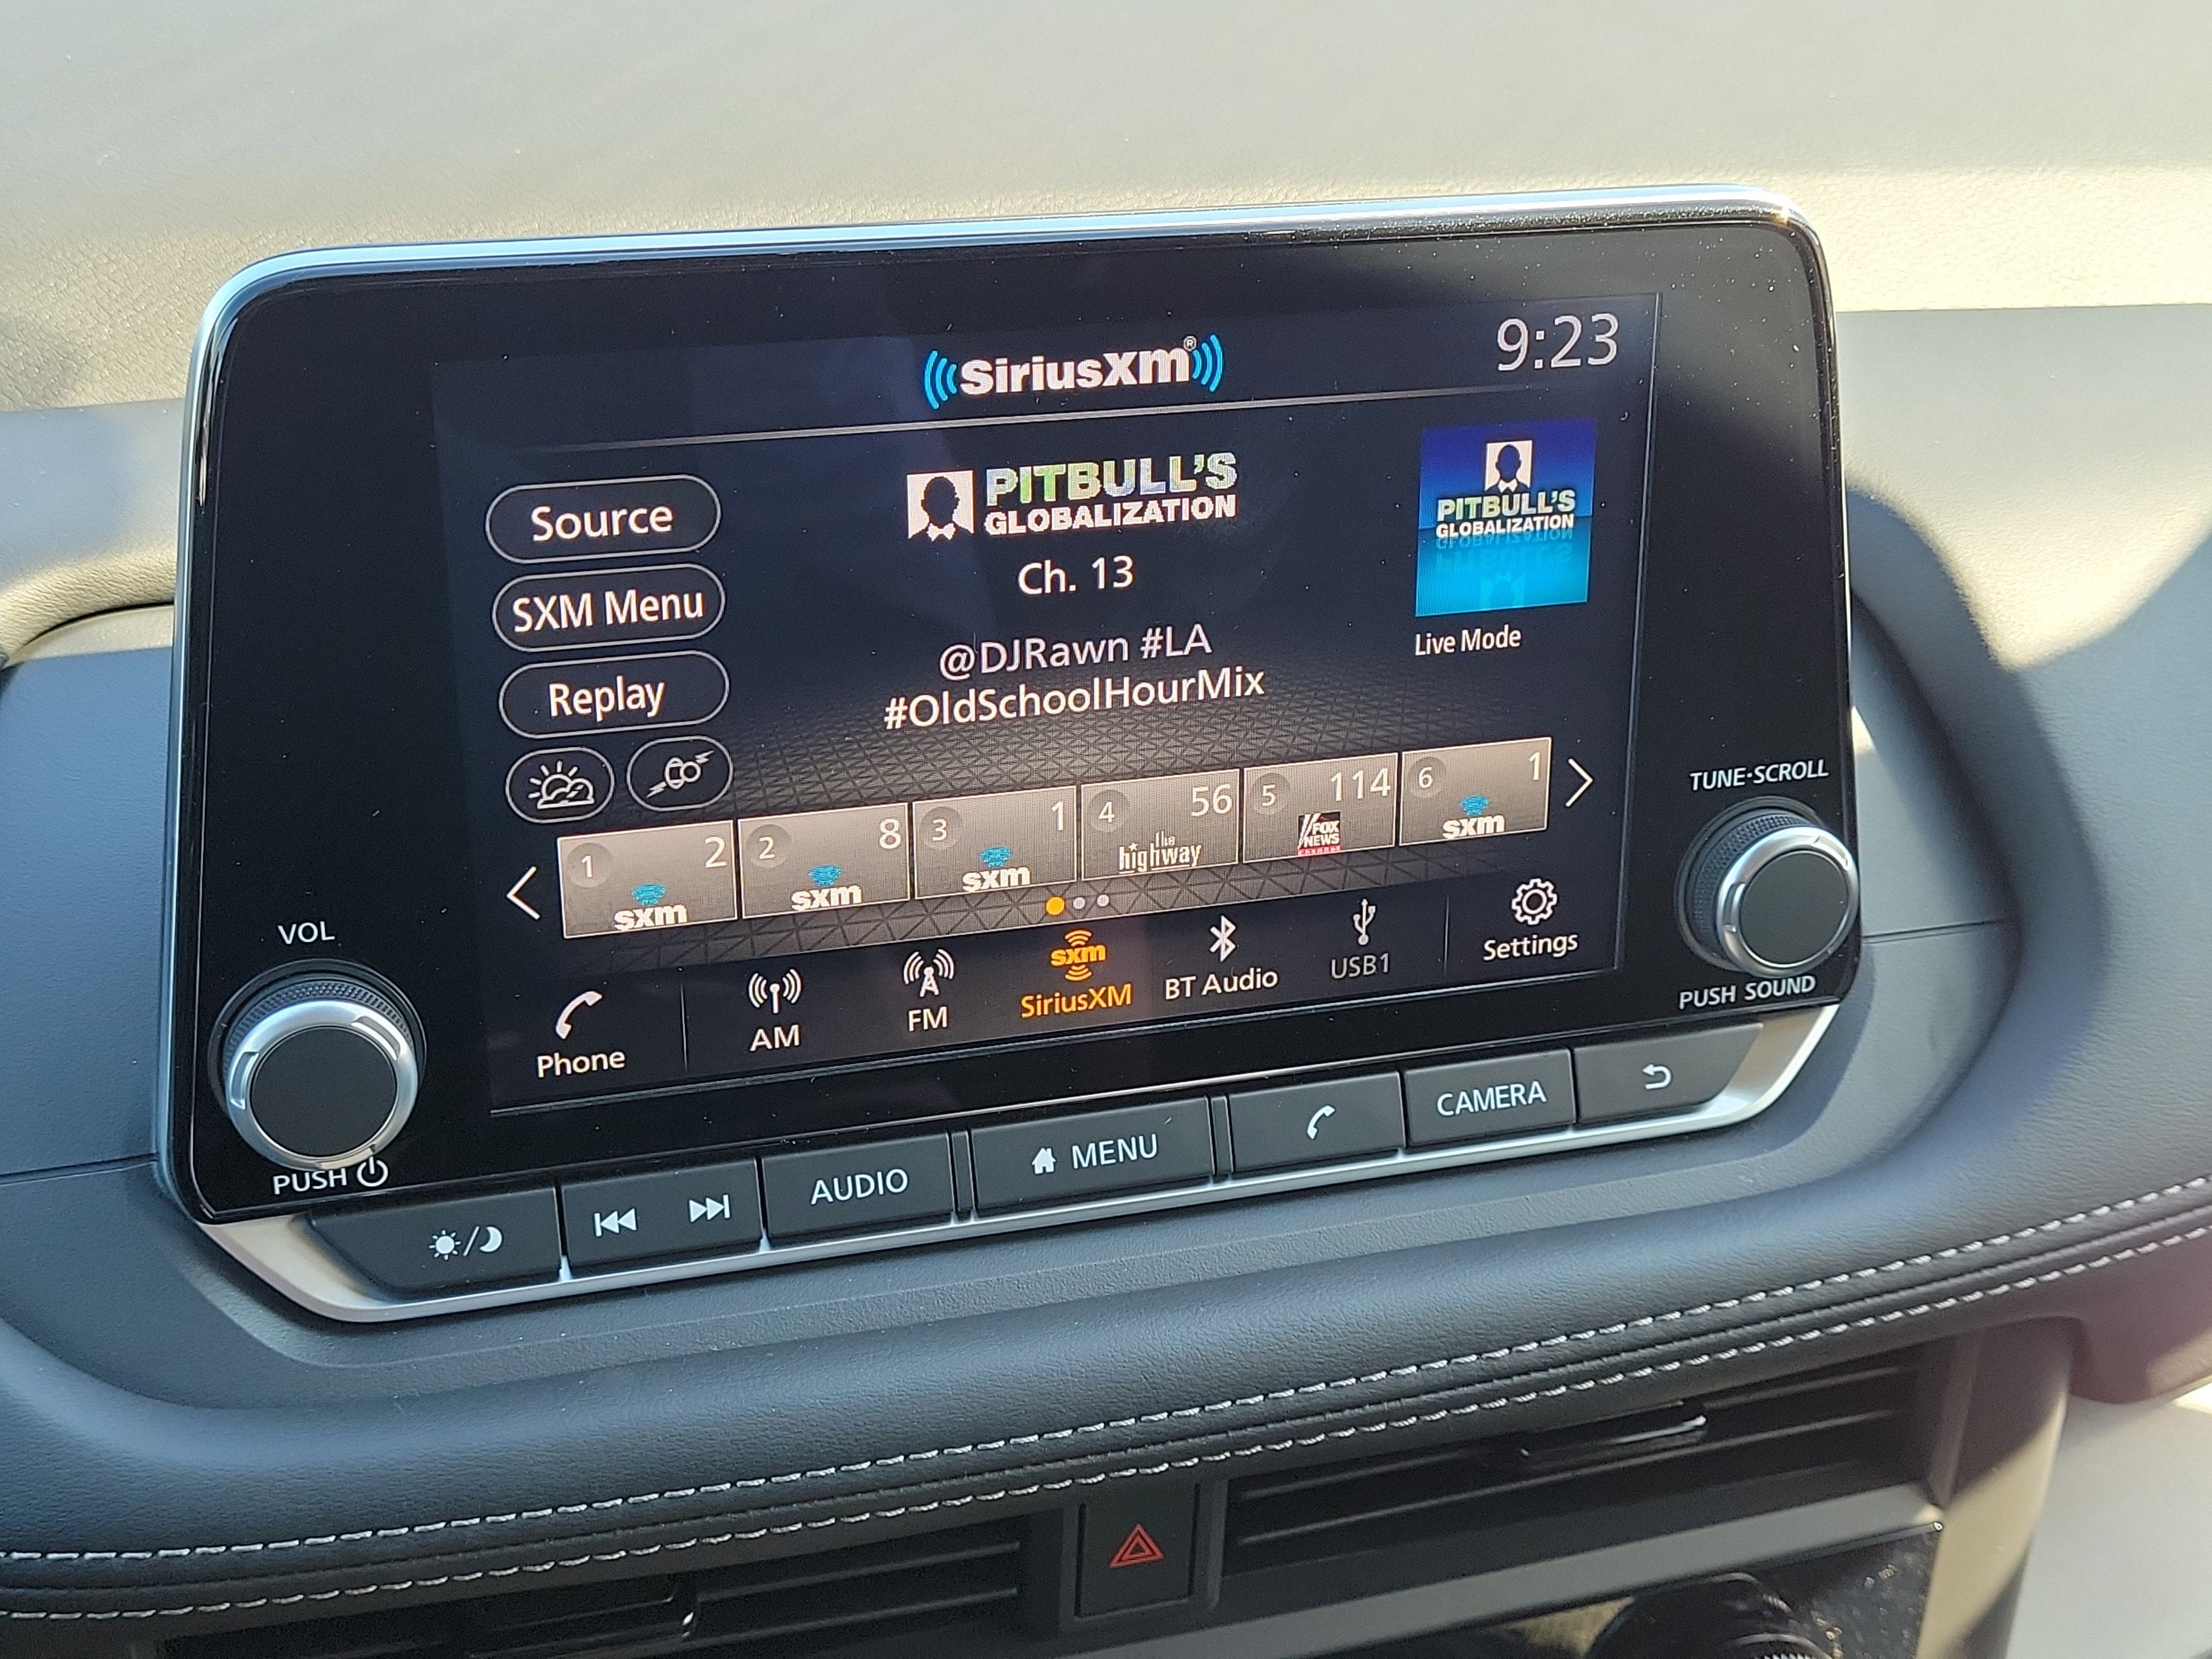 SiriusXM®
9:23
Source
SXM Menu
Replay
PITBULL'S
GLOBALIZATION
Ch. 13
@DJRawn #LA
#OldSchoolHourMix
PITBULL'S
GLOBALIZATION
Live Mode
1 2 sxm
2 8 sxm
3 1 sxm
4 56 the highway
5 114 FOX NEWS channel
6 1 sxm
Phone
AM
FM
sxm
SiriusXM
BT Audio
USB1
Settings
VOL
PUSH
TUNE·SCROLL
PUSH SOUND
AUDIO
MENU
CAMERA